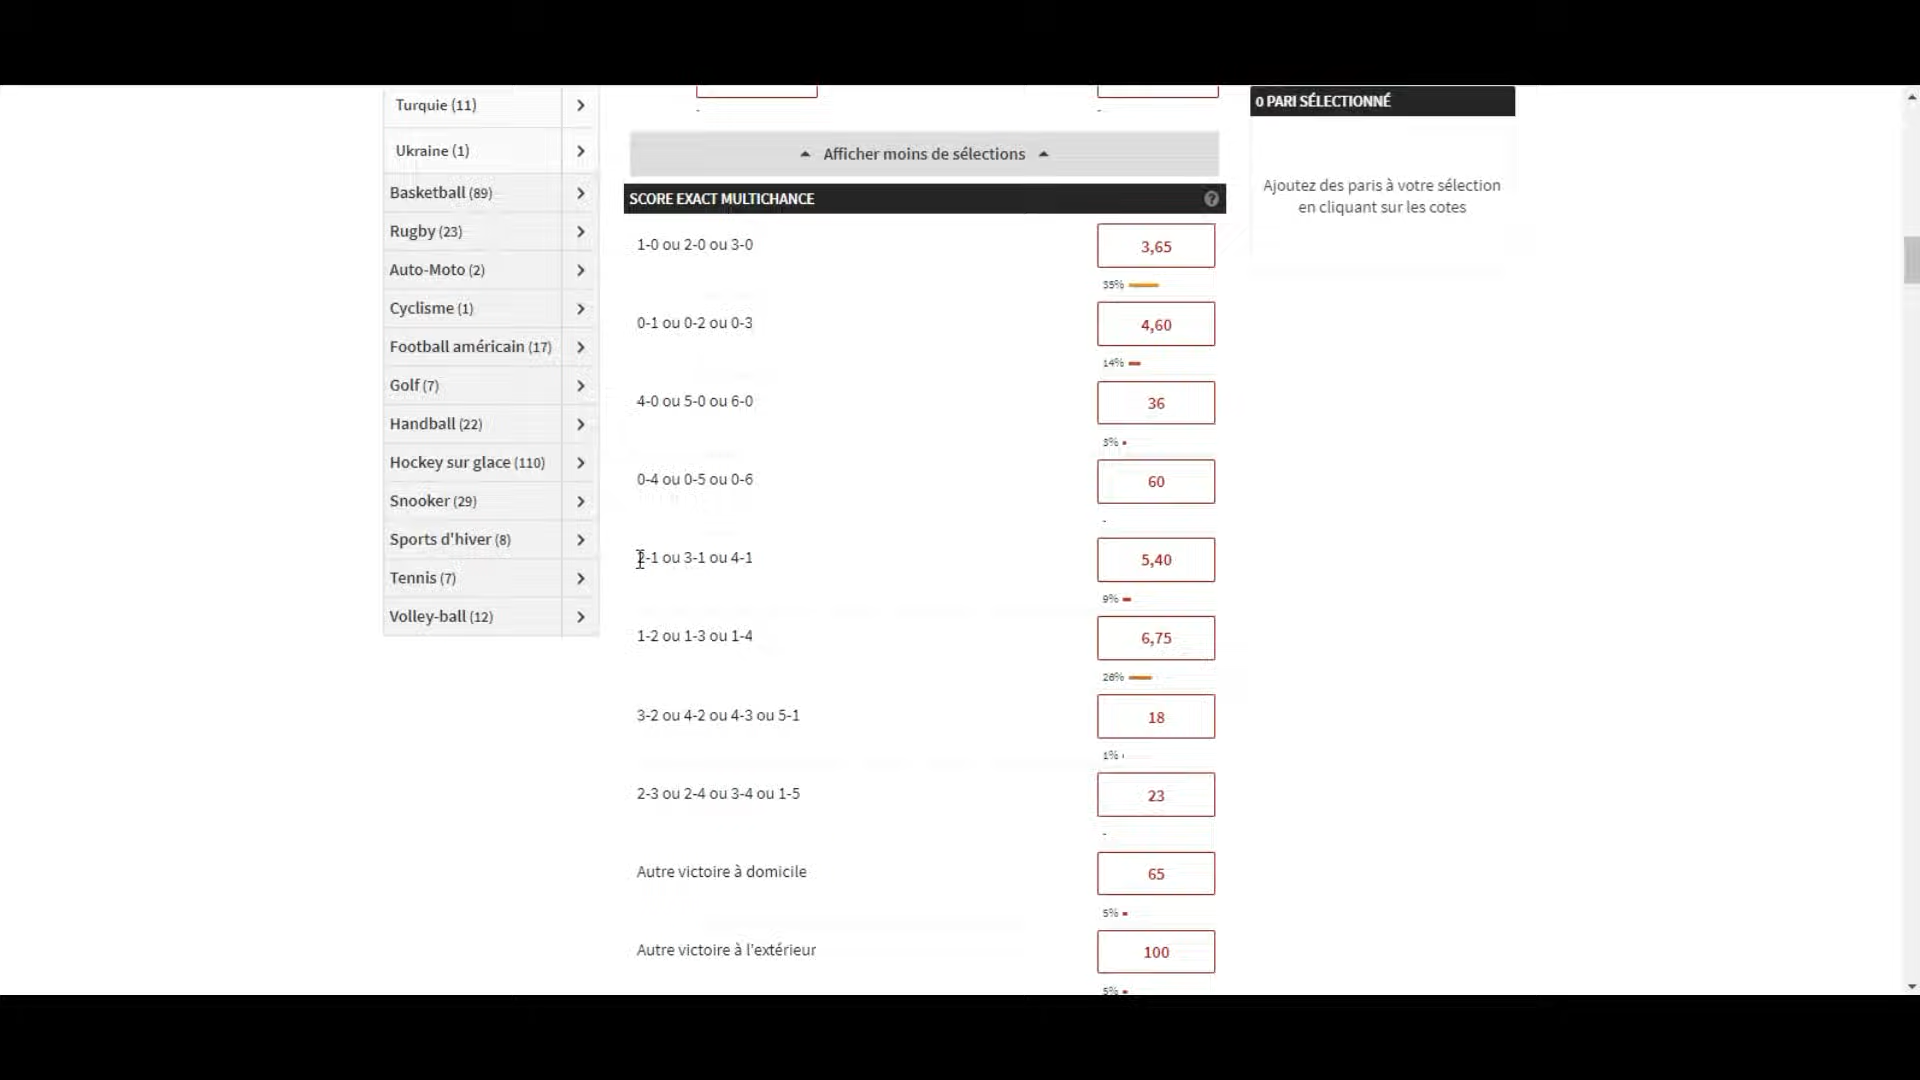 Turquie (11)
Ukraine (1)
Basketball (89)
Rugby (23)
Auto-Moto (2)
Cyclisme (1)
Football américain (17)
Golf (7)
Handball (22)
Hockey sur glace (110)
Snooker (29)
Sports d'hiver (8)
Tennis (7)
Volley-ball (12)
-
-
Afficher moins de sélections
SCORE EXACT MULTICHANCE
?
1-0 ou 2-0 ou 3-0
3,65
35%
0-1 ou 0-2 ou 0-3
4,60
14%
4-0 ou 5-0 ou 6-0
36
3%
0-4 ou 0-5 ou 0-6
60
-
2-1 ou 3-1 ou 4-1
5,40
9%
1-2 ou 1-3 ou 1-4
6,75
26%
3-2 ou 4-2 ou 4-3 ou 5-1
18
1%
2-3 ou 2-4 ou 3-4 ou 1-5
23
-
Autre victoire à domicile
65
5%
Autre victoire à l'extérieur
100
5%
0 PARI SÉLECTIONNÉ
Ajoutez des paris à votre sélection
en cliquant sur les cotes